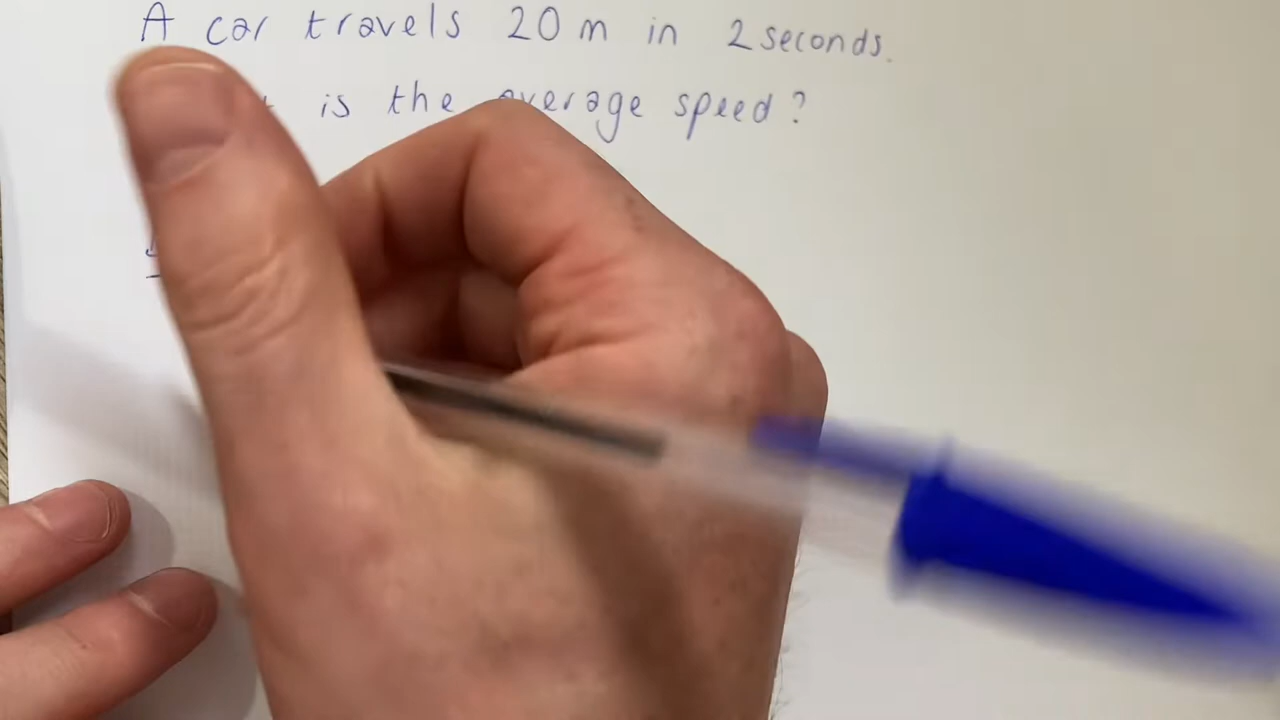 A car travels 20 m in 2 seconds.
is the average speed?